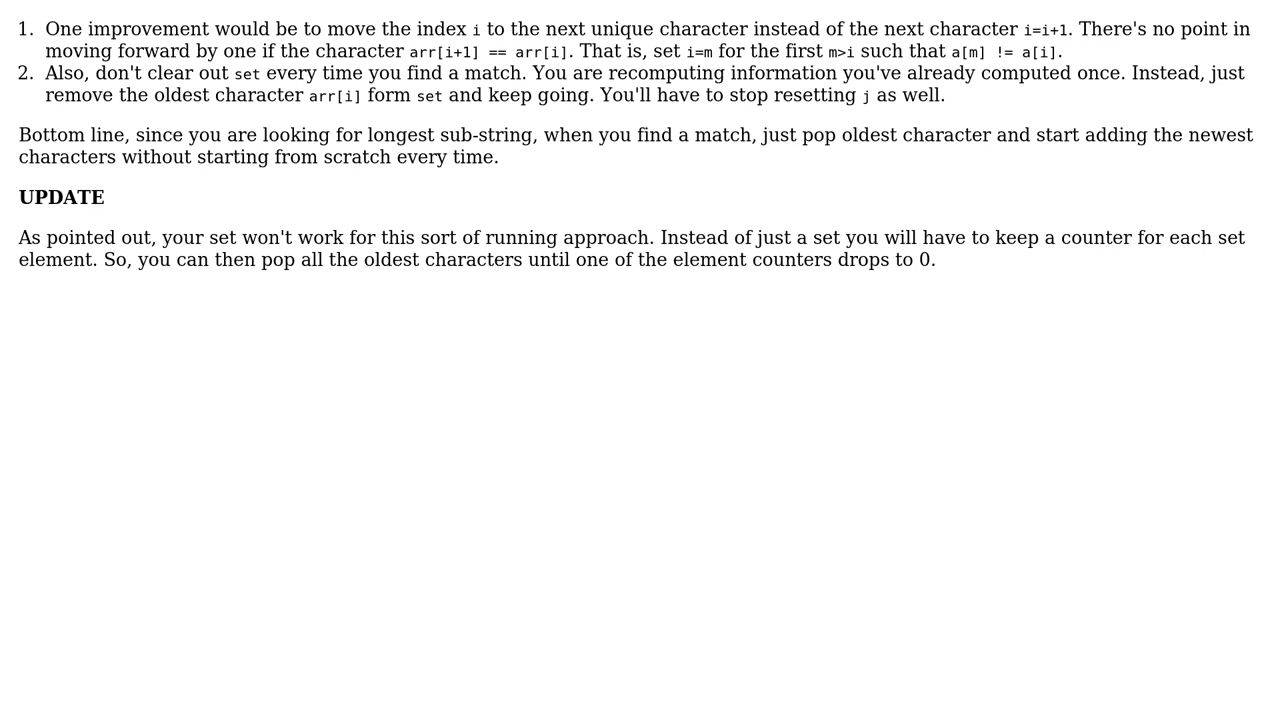 1. One improvement would be to move the index i to the next unique character instead of the next character i=i+1. There's no point in
moving forward by one if the character arr[i+1] == arr[i]. That is, set i=m for the first m>i such that a[m] != a[i].
2. Also, don't clear out set every time you find a match. You are recomputing information you've already computed once. Instead, just
remove the oldest character arr[i] form set and keep going. You'll have to stop resetting j as well.
Bottom line, since you are looking for longest sub-string, when you find a match, just pop oldest character and start adding the newest
characters without starting from scratch every time.
UPDATE
As pointed out, your set won't work for this sort of running approach. Instead of just a set you will have to keep a counter for each set
element. So, you can then pop all the oldest characters until one of the element counters drops to 0.